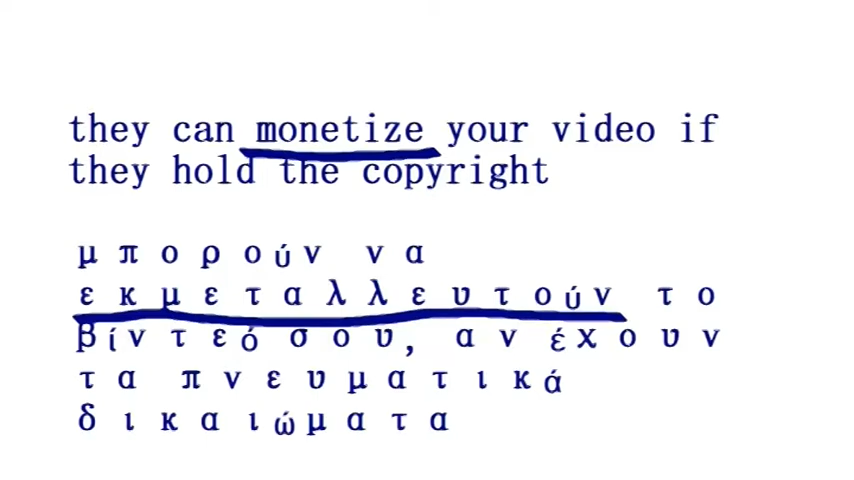 they can monetize your video if
they hold the copyright
μπορούν να
εκμεταλλευτούν το
βίντεό σου, αν έχουν
τα πνευματικά
δικαιώματα